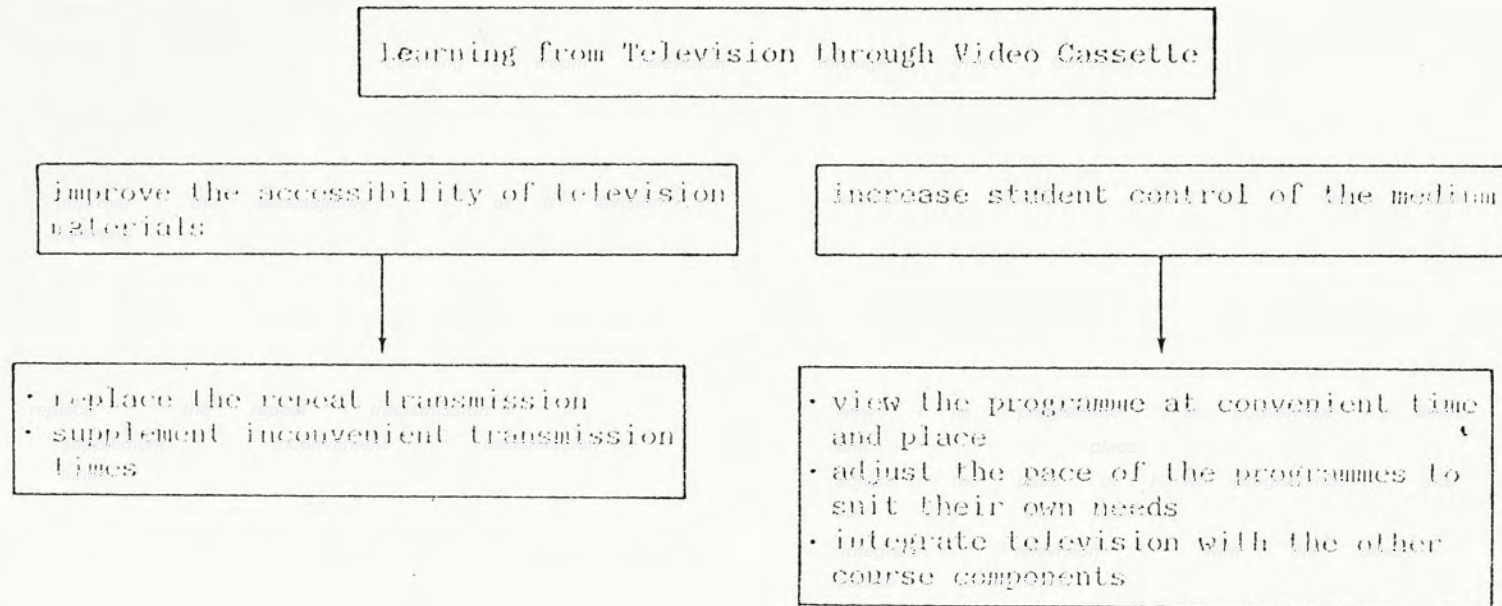 Learning from Television through Video Cassette
improve the accessibility of television
materials
increase student control of the medium
· replace the repeat transmission
· supplement inconvenient transmission
times
· view the programme at convenient time
and place
· adjust the pace of the programmes to
suit their own needs
· integrate television with the other
course components